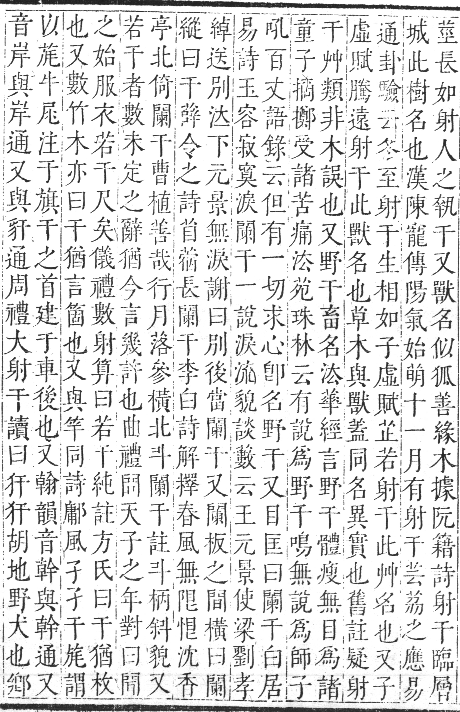 莖長如射人之執干又獸名似狐善緣木據阮籍詩射干臨層
城此樹名也漢陳寵傳陽氣始萌十一月有射干芸荔之應易
通卦驗云冬至射干生相如子虛賦芷若射干此艸名也又子
虛賦騰遠射干此獸名也草木與獸蓋同名異實也舊註疑射
干艸類非木誤也又野干畜名法華經言野干體瘦無目爲諸
童子擿擲受諸苦痛法苑珠林云有說爲野干鳴無說爲師子
吼百丈語錄云但有一切求心卽名野干又目匡曰闌干白居
易詩玉容寂寞淚闌干一說淚流貌談數云王元景使梁劉孝
綽送別泣下元景無淚謝曰別後當闌干又闌板之間橫曰闌
縱曰干薛令之詩首蓿長闌干李白詩解釋春風無限恨沈香
亭北倚闌干曹植善哉行月落參橫北斗闌干註斗柄斜貌又
若干者數未定之辭猶今言幾許也曲禮問天子之年對曰聞
之始服衣若干尺矣儀禮數射算曰若干純註方氏曰干猶枚
也又數竹木亦曰干猶言箇也又與竿同詩鄘風孑孑干旄謂
以旄牛尾注于旗干之首建于車後也又翰韻音幹與幹通又
音岸與岸通又與豻通周禮大射干讀曰豻豻胡地野犬也鄉